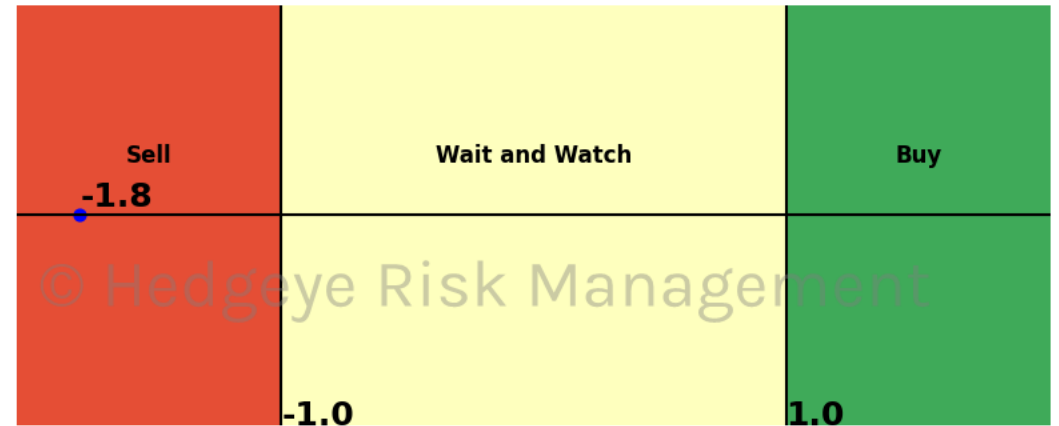 Sell
Wait and Watch
Buy
-1.8
© Hedgeye Risk Management
-1.0
1.0